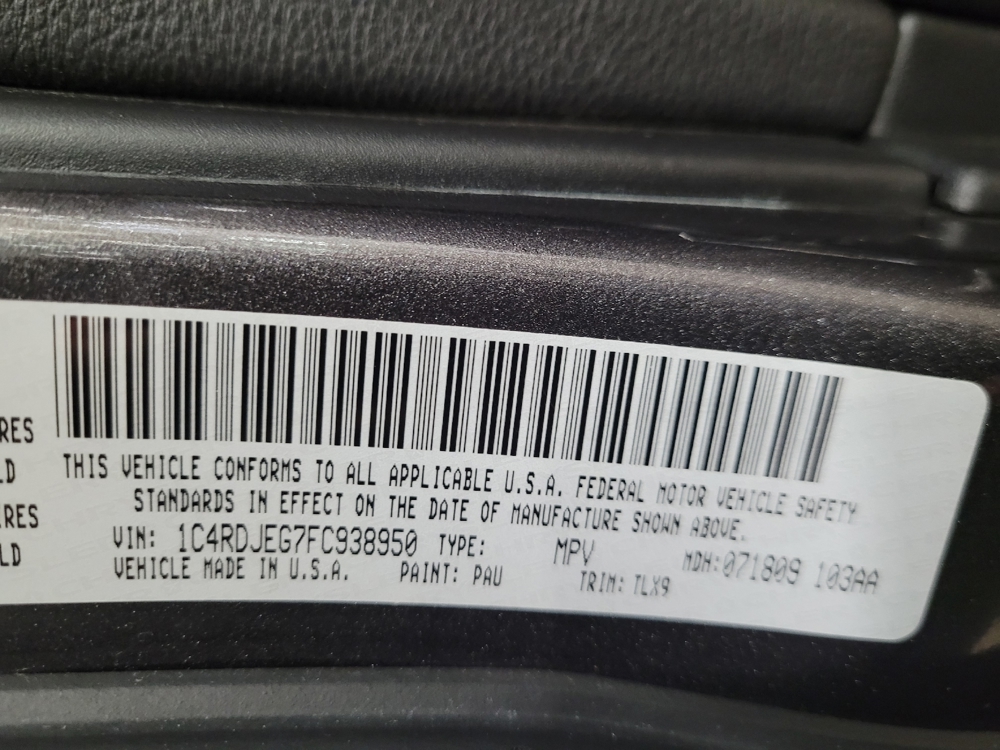 RES
LD
RES
LD
THIS VEHICLE CONFORMS TO ALL APPLICABLE U.S.A. FEDERAL MOTOR VEHICLE SAFETY
STANDARDS IN EFFECT ON THE DATE OF MANUFACTURE SHOWN ABOVE.
VIN: 1C4RDJEG7FC938950 TYPE: MPV MDH:071809 103AA
VEHICLE MADE IN U.S.A. PAINT: PAU TRIM: TLX9